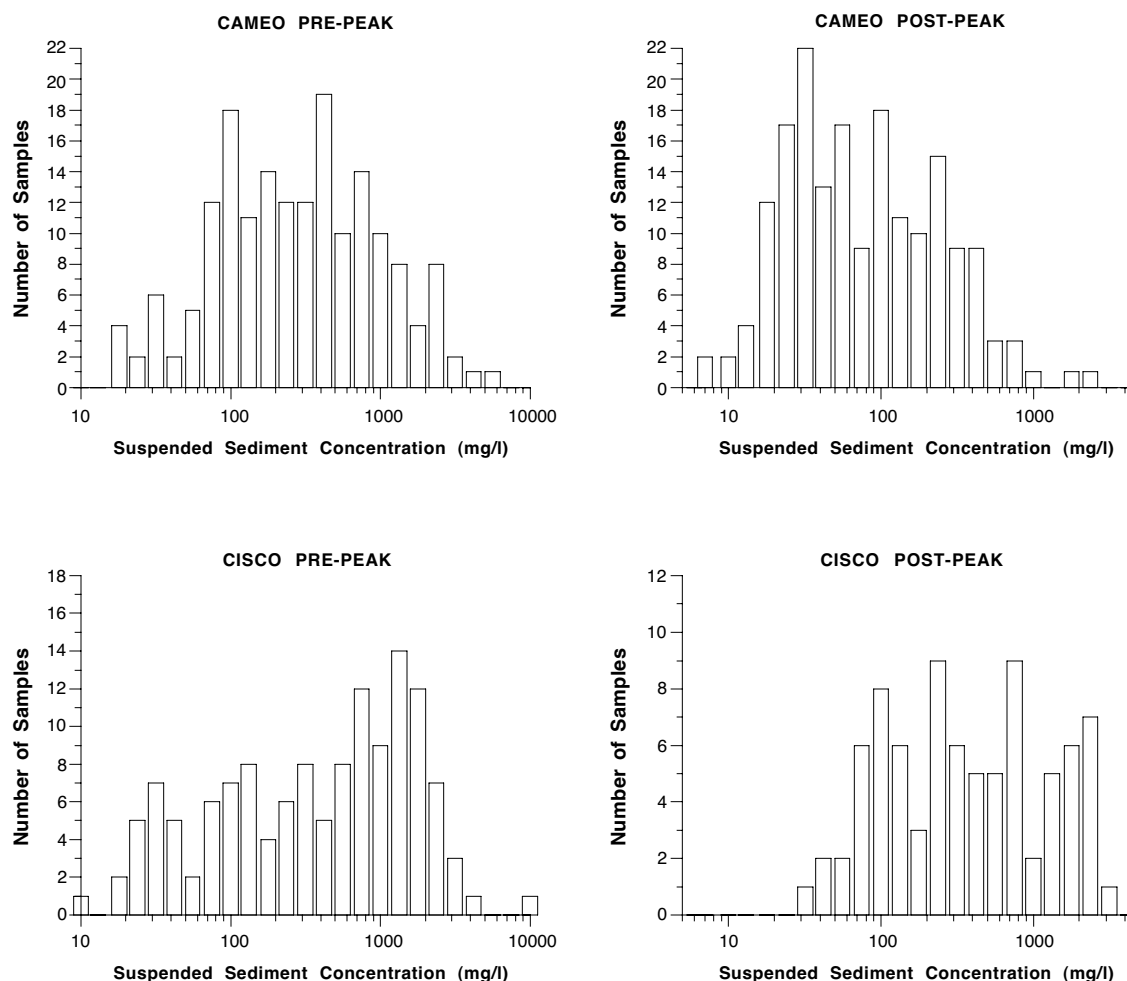 CAMEO PRE-PEAK
22
20
18
16
14
12
10
8
6
4
2
0
Number of Samples
10 100 1000 10000
Suspended Sediment Concentration (mg/l)
CAMEO POST-PEAK
22
20
18
16
14
12
10
8
6
4
2
0
Number of Samples
10 100 1000
Suspended Sediment Concentration (mg/l)
CISCO PRE-PEAK
18
16
14
12
10
8
6
4
2
0
Number of Samples
10 100 1000 10000
Suspended Sediment Concentration (mg/l)
CISCO POST-PEAK
12
10
8
6
4
2
0
Number of Samples
10 100 1000
Suspended Sediment Concentration (mg/l)